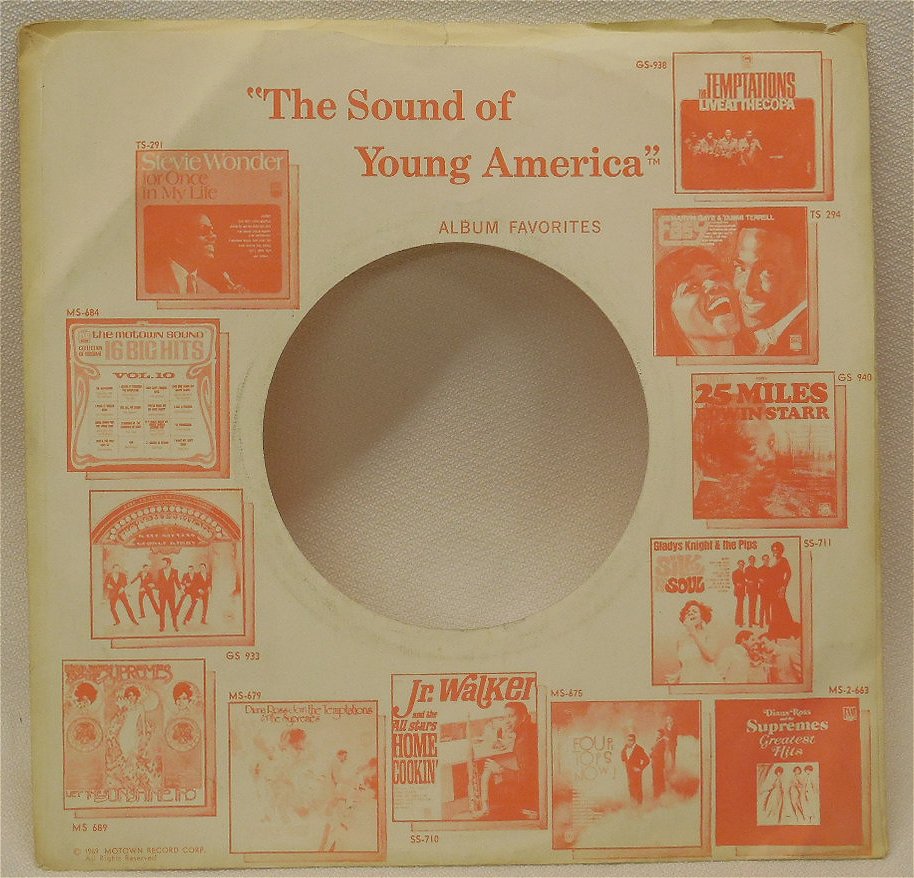 "The Sound of
Young America"™
ALBUM FAVORITES
GS-938
TEMPTATIONS
LIVE AT THE COPA
TS-291
Stevie Wonder
For Once
in My Life
TS 294
MARVIN GAYE & TAMMI TERRELL
MS-684
the motown sound
16 BIG HITS
VOL.10
GS 940
25 MILES
EDWIN STARR
SS-711
Gladys Knight & the Pips
SILK
SOUL
GS 933
SUPREMES
LET THE SUNSHINE IN
MS 689
MS-679
Diana Ross Join the Temptations
& the Supremes
Jr. Walker
and the
All stars
HOME
COOKIN'
SS-710
MS-675
FOUR
TOPS
NOW!
MS-2-663
Diana Ross
Supremes
Greatest
Hits
© 1969 MOTOWN RECORD CORP.
All Rights Reserved